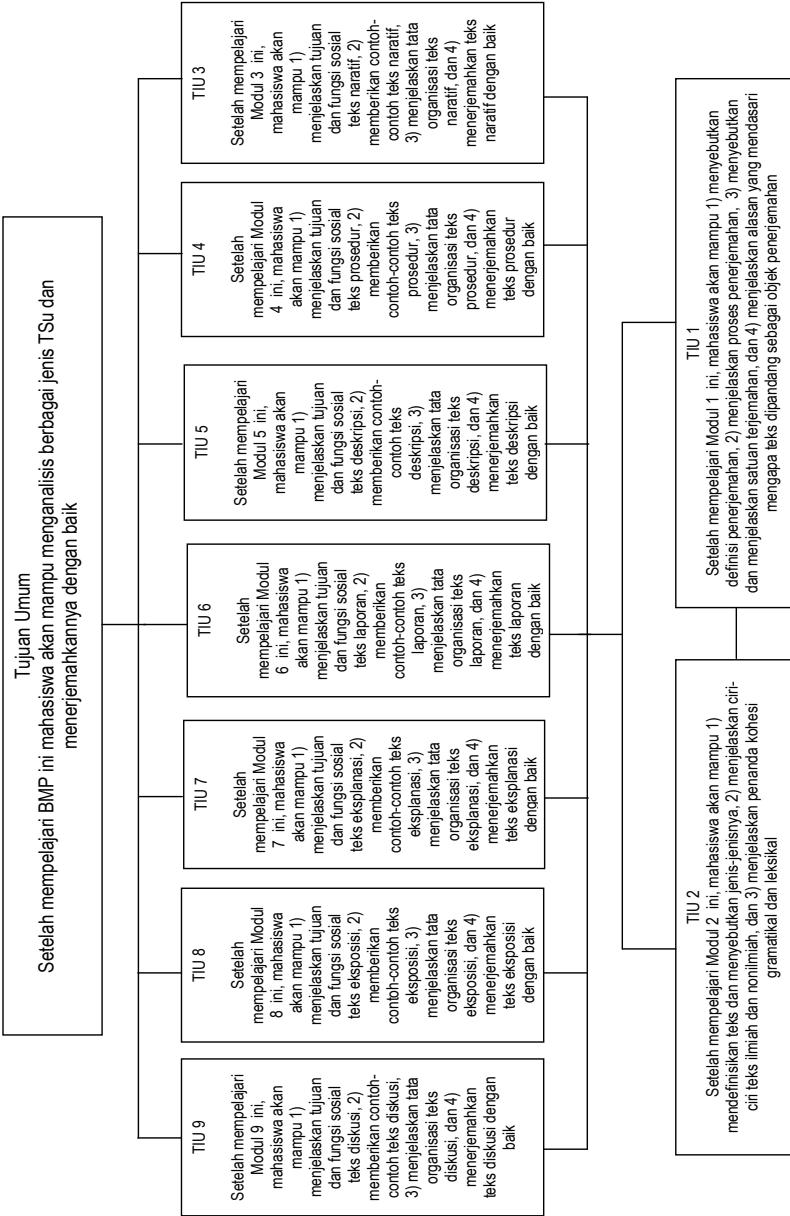 Tujuan Umum
Setelah mempelajari BMP ini mahasiswa akan mampu menganalisis berbagai jenis TSu dan
menerjemahkannya dengan baik
TIU 9
Setelah mempelajari
Modul 9 ini,
mahasiswa akan
mampu 1)
menjelaskan tujuan
dan fungsi sosial
teks diskusi, 2)
memberikan contoh-
contoh teks diskusi,
3) menjelaskan tata
organisasi teks
diskusi, dan 4)
menerjemahkan
teks diskusi dengan
baik
TIU 8
Setelah
mempelajari Modul
8 ini, mahasiswa
akan mampu 1)
menjelaskan tujuan
dan fungsi sosial
teks eksposisi, 2)
memberikan
contoh-contoh teks
eksposisi, 3)
menjelaskan tata
organisasi teks
eksposisi, dan 4)
menerjemahkan
teks eksposisi
dengan baik
TIU 7
Setelah
mempelajari Modul
7 ini, mahasiswa
akan mampu 1)
menjelaskan tujuan
dan fungsi sosial
teks eksplanasi, 2)
memberikan
contoh-contoh teks
eksplanasi, 3)
menjelaskan tata
organisasi teks
eksplanasi, dan 4)
menerjemahkan
teks eksplanasi
dengan baik
TIU 6
Setelah
mempelajari Modul
6 ini, mahasiswa
akan mampu 1)
menjelaskan tujuan
dan fungsi sosial
teks laporan, 2)
memberikan
contoh-contoh teks
laporan, 3)
menjelaskan tata
organisasi teks
laporan, dan 4)
menerjemahkan
teks laporan
dengan baik
TIU 5
Setelah mempelajari
Modul 5 ini,
mahasiswa akan
mampu 1)
menjelaskan tujuan
dan fungsi sosial
teks deskripsi, 2)
memberikan contoh-
contoh teks
deskripsi, 3)
menjelaskan tata
organisasi teks
deskripsi, dan 4)
menerjemahkan
teks deskripsi
dengan baik
TIU 4
Setelah
mempelajari Modul
4 ini, mahasiswa
akan mampu 1)
menjelaskan tujuan
dan fungsi sosial
teks prosedur, 2)
memberikan
contoh-contoh teks
prosedur, 3)
menjelaskan tata
organisasi teks
prosedur, dan 4)
menerjemahkan
teks prosedur
dengan baik
TIU 3
Setelah mempelajari
Modul 3 ini,
mahasiswa akan
mampu 1)
menjelaskan tujuan
dan fungsi sosial
teks naratif, 2)
memberikan contoh-
contoh teks naratif,
3) menjelaskan tata
organisasi teks
naratif, dan 4)
menerjemahkan teks
naratif dengan baik
TIU 2
Setelah mempelajari Modul 2 ini, mahasiswa akan mampu 1)
mendefinisikan teks dan menyebutkan jenis-jenisnya, 2) menjelaskan ciri-
ciri teks ilmiah dan nonilmiah, dan 3) menjelaskan penanda kohesi
gramatikal dan leksikal
TIU 1
Setelah mempelajari Modul 1 ini, mahasiswa akan mampu 1) menyebutkan
definisi penerjemahan, 2) menjelaskan proses penerjemahan, 3) menyebutkan
dan menjelaskan satuan terjemahan, dan 4) menjelaskan alasan yang mendasari
mengapa teks dipandang sebagai objek penerjemahan